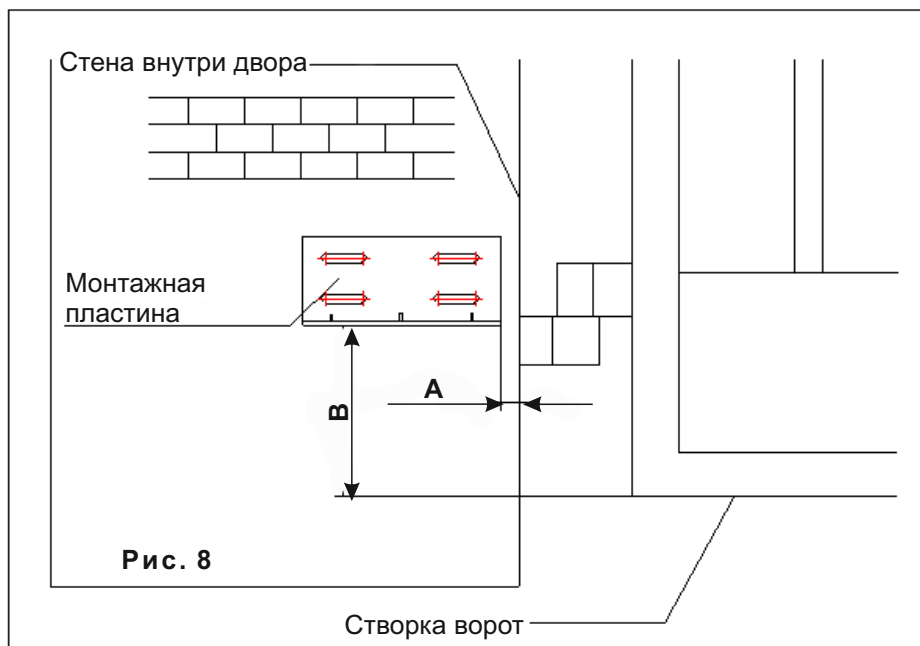 Стена внутри двора
Монтажная
пластина
A
B
Рис. 8
Створка ворот